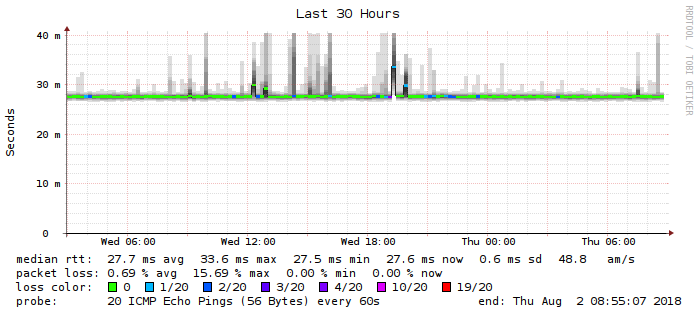 Last 30 Hours
RRDTOOL / TOBI OETIKER
Seconds
40 m
30 m
20 m
10 m
0
Wed 06:00 Wed 12:00 Wed 18:00 Thu 00:00 Thu 06:00
median rtt: 27.7 ms avg 33.6 ms max 27.5 ms min 27.6 ms now 0.6 ms sd 48.8 am/s
packet loss: 0.69 % avg 15.69 % max 0.00 % min 0.00 % now
loss color: 0 1/20 2/20 3/20 4/20 10/20 19/20
probe: 20 ICMP Echo Pings (56 Bytes) every 60s end: Thu Aug 2 08:55:07 2018